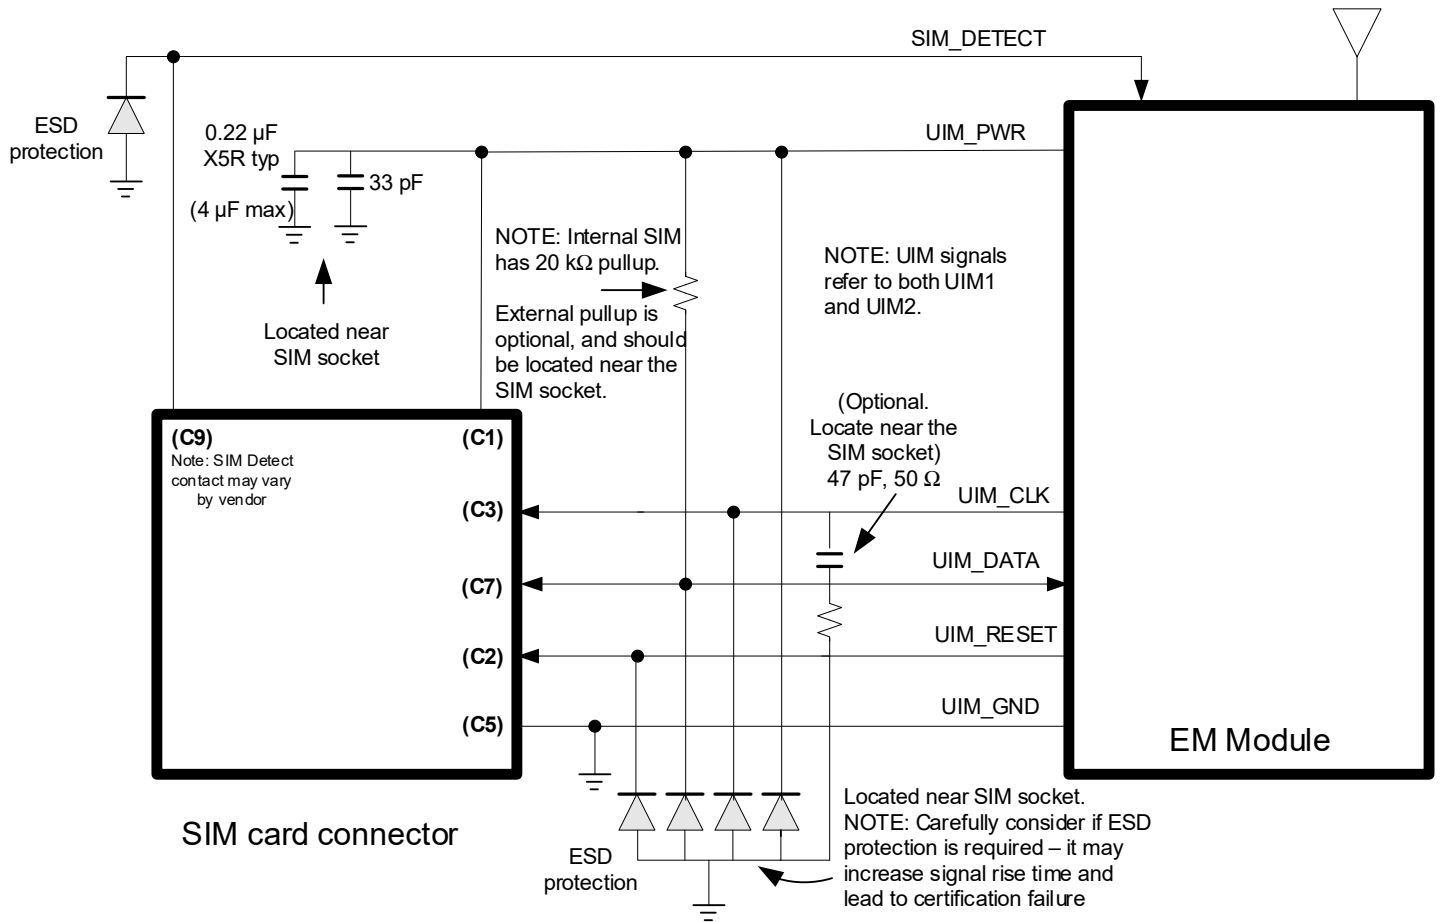 SIM_DETECT
ESD
protection
0.22 µF
X5R typ
(4 µF max)
33 pF
UIM_PWR
Located near
SIM socket
NOTE: Internal SIM
has 20 kΩ pullup.
External pullup is
optional, and should
be located near the
SIM socket.
NOTE: UIM signals
refer to both UIM1
and UIM2.
(Optional.
Locate near the
SIM socket)
47 pF, 50 Ω
(C9)
Note: SIM Detect
contact may vary
by vendor
(C1)
(C3)
UIM_CLK
(C7)
UIM_DATA
(C2)
UIM_RESET
(C5)
UIM_GND
EM Module
SIM card connector
ESD
protection
Located near SIM socket.
NOTE: Carefully consider if ESD
protection is required – it may
increase signal rise time and
lead to certification failure